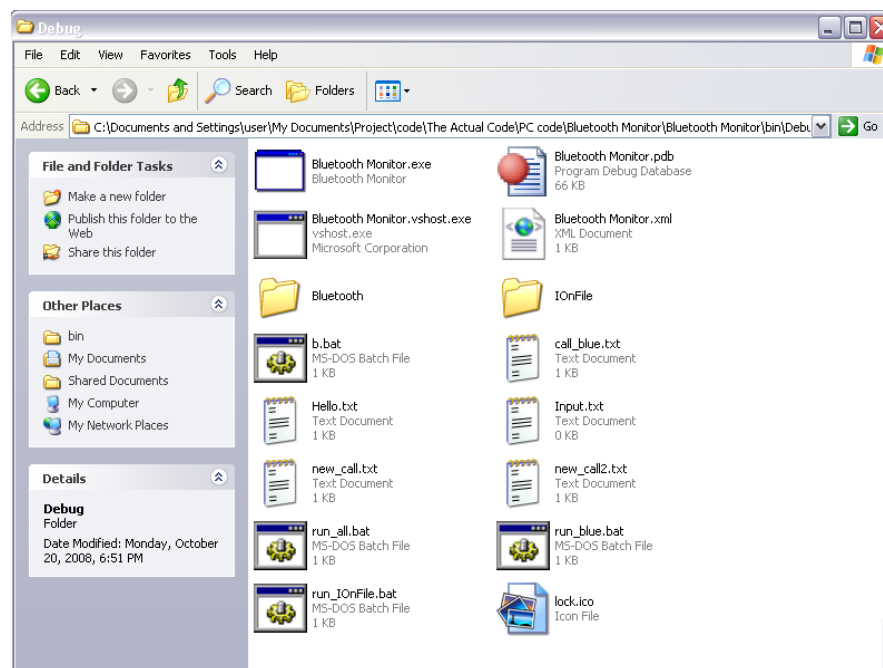 Debug
File Edit View Favorites Tools Help
Back Search Folders
Address C:\Documents and Settings\user\My Documents\Project\code\The Actual Code\PC code\Bluetooth Monitor\Bluetooth Monitor\bin\Debu Go
File and Folder Tasks
Make a new folder
Publish this folder to the
Web
Share this folder
Other Places
bin
My Documents
Shared Documents
My Computer
My Network Places
Details
Debug
Folder
Date Modified: Monday, October
20, 2008, 6:51 PM
Bluetooth Monitor.exe
Bluetooth Monitor
Bluetooth Monitor.pdb
Program Debug Database
66 KB
Bluetooth Monitor.vshost.exe
vshost.exe
Microsoft Corporation
Bluetooth Monitor.xml
XML Document
1 KB
Bluetooth
IOnFile
b.bat
MS-DOS Batch File
1 KB
call_blue.txt
Text Document
1 KB
Hello.txt
Text Document
1 KB
Input.txt
Text Document
0 KB
new_call.txt
Text Document
1 KB
new_call2.txt
Text Document
1 KB
run_all.bat
MS-DOS Batch File
1 KB
run_blue.bat
MS-DOS Batch File
1 KB
run_IOnFile.bat
MS-DOS Batch File
1 KB
lock.ico
Icon File